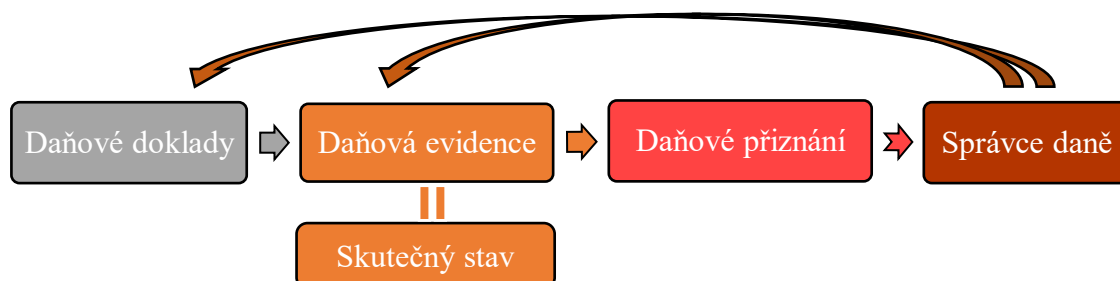 Daňové doklady
Daňová evidence
Daňové přiznání
Správce daně
Skutečný stav